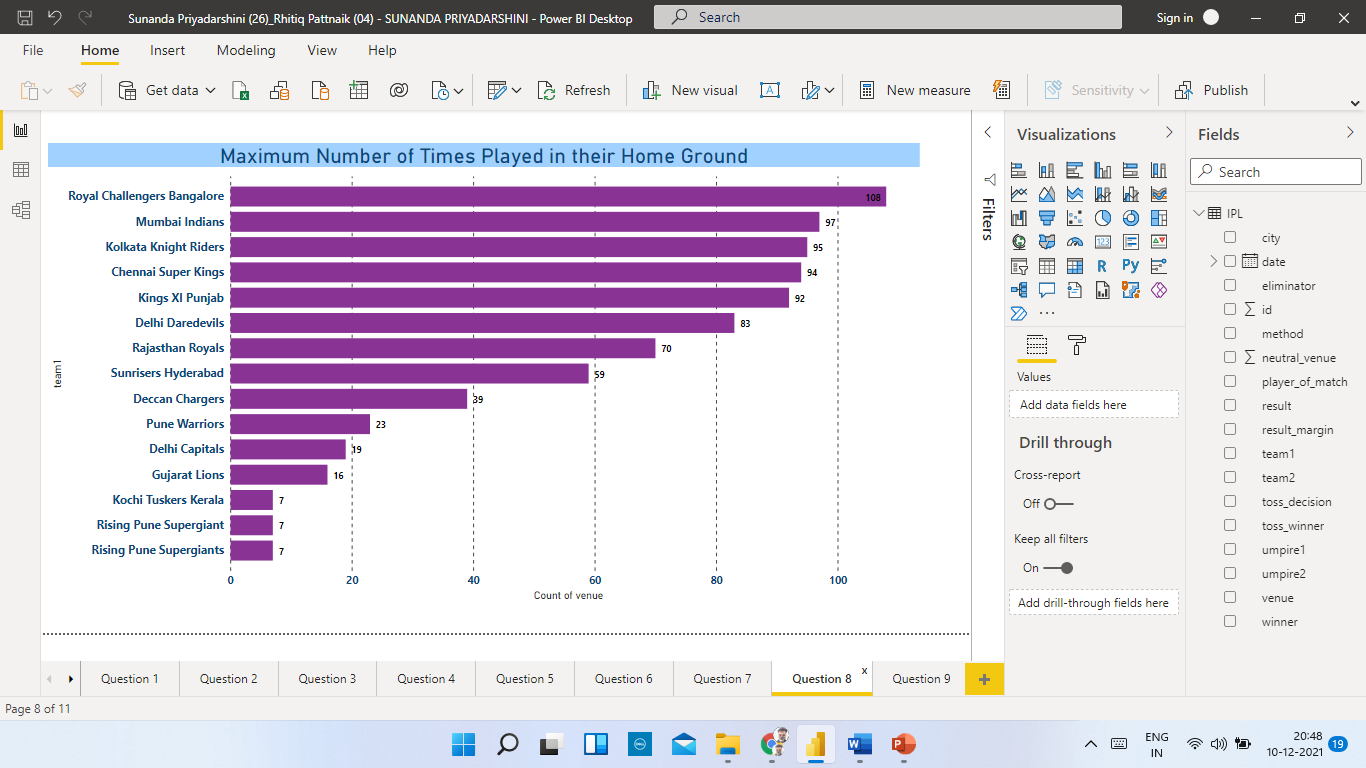 Sunanda Priyadarshini (26)_Rhitiq Pattnaik (04) - SUNANDA PRIYADARSHINI - Power BI Desktop
Search
Sign in
File Home Insert Modeling View Help
Get data
Refresh
New visual
A
New measure
Sensitivity
Publish
Maximum Number of Times Played in their Home Ground
team1
Royal Challengers Bangalore 108
Mumbai Indians 97
Kolkata Knight Riders 95
Chennai Super Kings 94
Kings XI Punjab 92
Delhi Daredevils 83
Rajasthan Royals 70
Sunrisers Hyderabad 59
Deccan Chargers 39
Pune Warriors 23
Delhi Capitals 19
Gujarat Lions 16
Kochi Tuskers Kerala 7
Rising Pune Supergiant 7
Rising Pune Supergiants 7
0 20 40 60 80 100
Count of venue
Filters
Visualizations
123
R Py
Values
Add data fields here
Drill through
Cross-report
Off
Keep all filters
On
Add drill-through fields here
Fields
Search
IPL
city
date
eliminator
id
method
neutral_venue
player_of_match
result
result_margin
team1
team2
toss_decision
toss_winner
umpire1
umpire2
venue
winner
Question 1 Question 2 Question 3 Question 4 Question 5 Question 6 Question 7 Question 8 x Question 9 +
Page 8 of 11
DELL
W
P
ENG
IN
20:48
10-12-2021
19